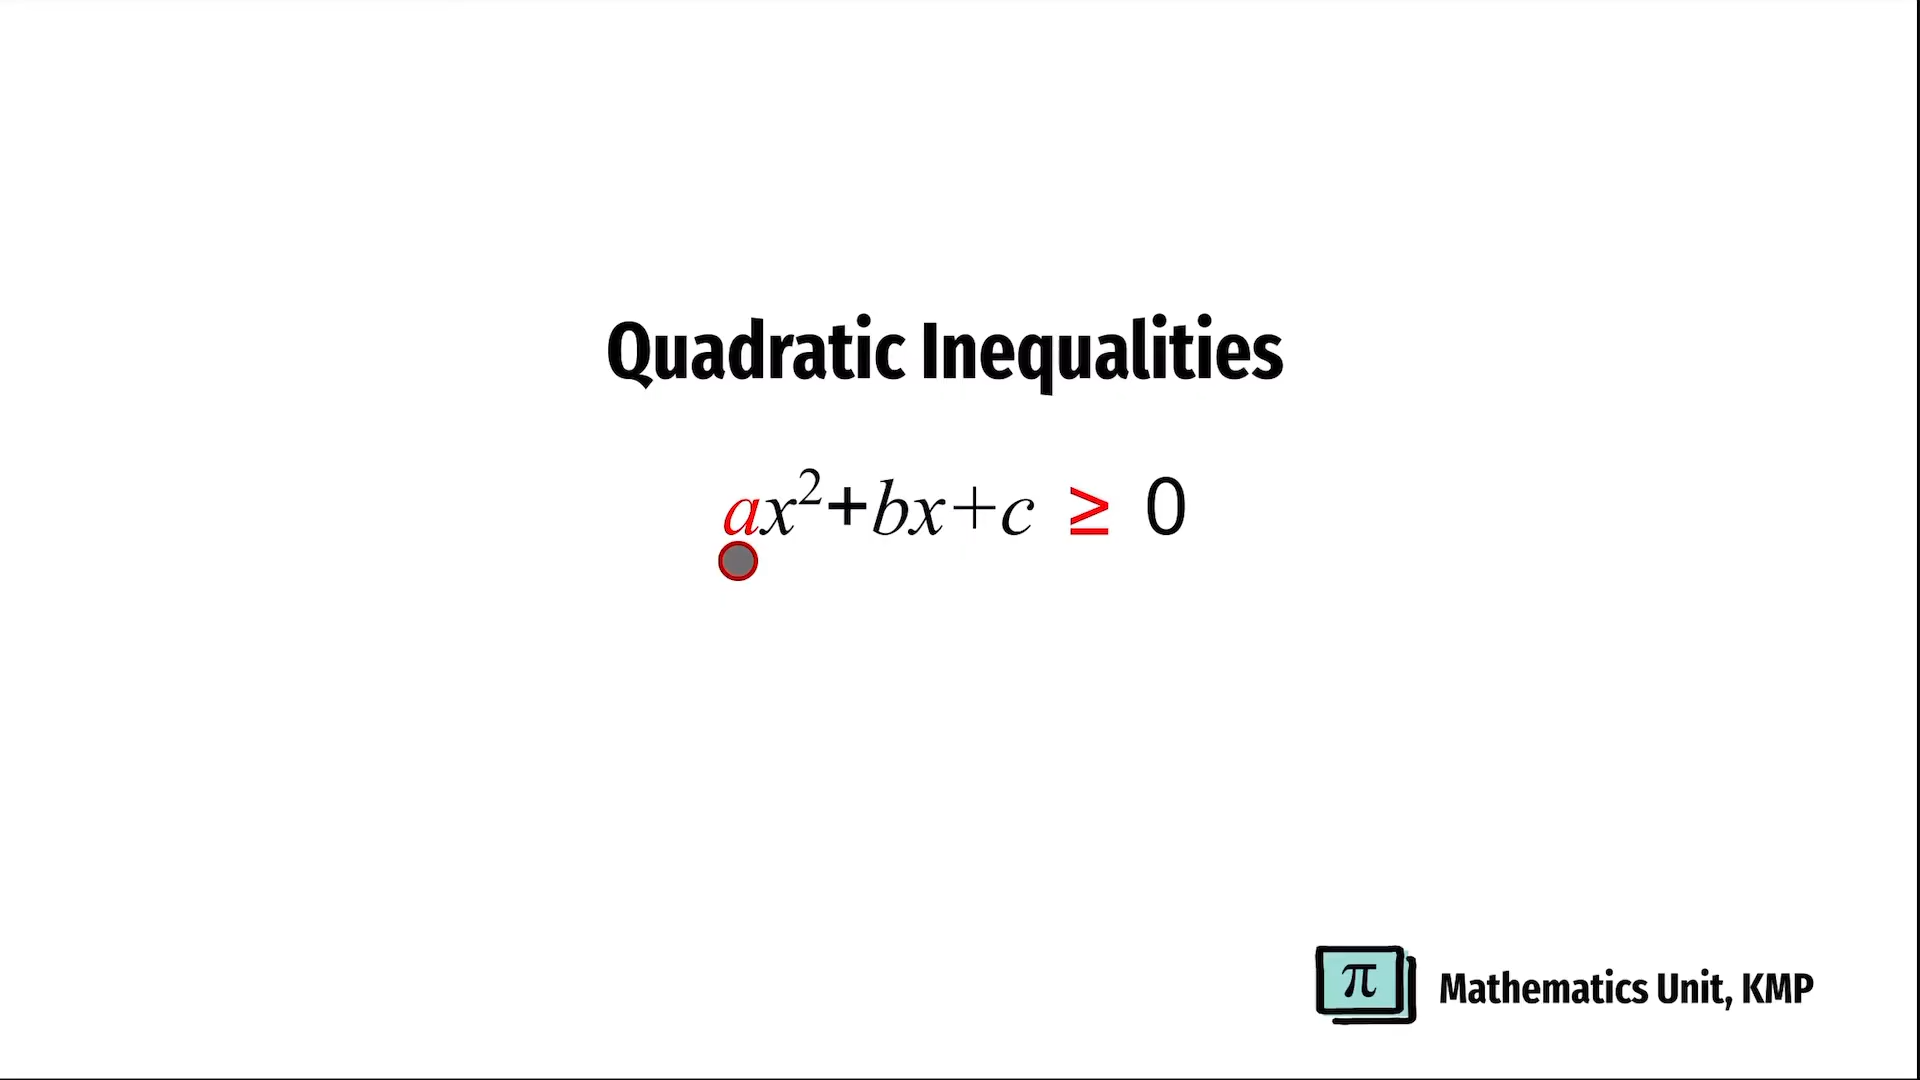 Quadratic Inequalities
ax²+bx+c ≥ 0
π
Mathematics Unit, KMP